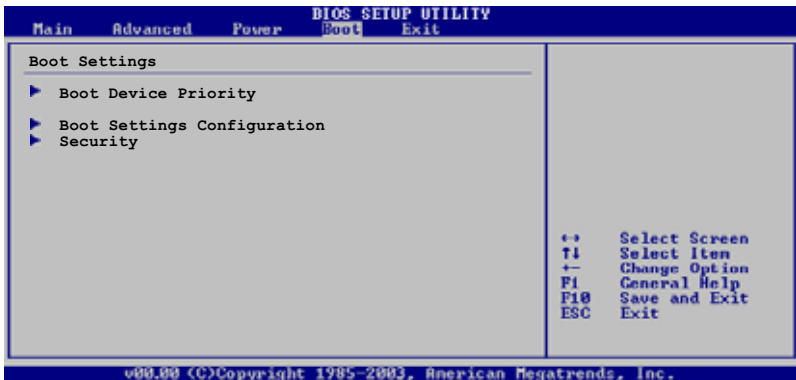 BIOS SETUP UTILITY
Main Advanced Power Boot Exit
Boot Settings
Boot Device Priority
Boot Settings Configuration
Security
↔ Select Screen
↑↓ Select Item
+- Change Option
F1 General Help
F10 Save and Exit
ESC Exit
v00.00 (C)Copyright 1985-2003, American Megatrends, Inc.